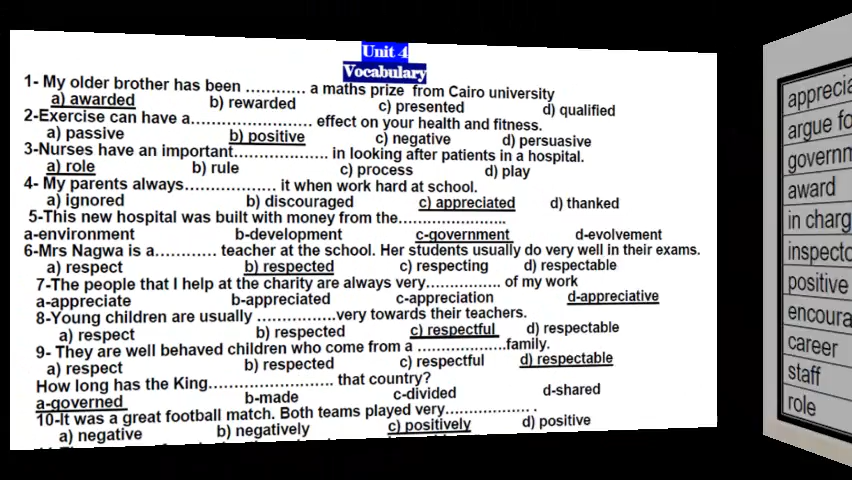 Unit 4
Vocabulary
1- My older brother has been ………… a maths prize from Cairo university
a) awarded b) rewarded c) presented d) qualified
2-Exercise can have a…………………… effect on your health and fitness.
a) passive b) positive c) negative d) persuasive
3-Nurses have an important……………….. in looking after patients in a hospital.
a) role b) rule c) process d) play
4- My parents always……………… it when work hard at school.
a) ignored b) discouraged c) appreciated d) thanked
5-This new hospital was built with money from the…………………..
a-environment b-development c-government d-evolvement
6-Mrs Nagwa is a………… teacher at the school. Her students usually do very well in their exams.
a) respect b) respected c) respecting d) respectable
7-The people that I help at the charity are always very…………… of my work
a-appreciate b-appreciated c-appreciation d-appreciative
8-Young children are usually ……………very towards their teachers.
a) respect b) respected c) respectful d) respectable
9- They are well behaved children who come from a ……………..family.
a) respect b) respected c) respectful d) respectable
How long has the King…………………… that country?
a-governed b-made c-divided d-shared
10-It was a great football match. Both teams played very…………… .
a) negative b) negatively c) positively d) positive
award
positive
career
staff
role